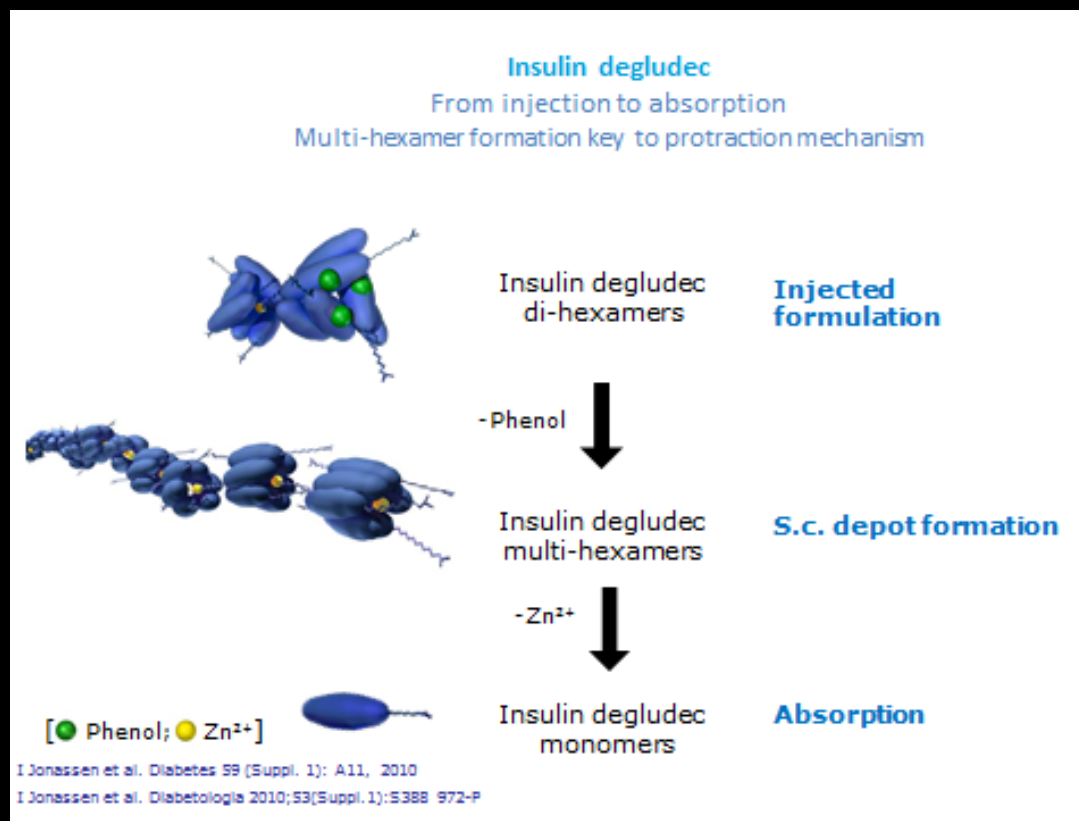 Insulin degludec
From injection to absorption
Multi-hexamer formation key to protraction mechanism
Insulin degludec
di-hexamers
Injected
formulation
-Phenol
Insulin degludec
multi-hexamers
S.c. depot formation
-Zn²⁺
Insulin degludec
monomers
Absorption
[ Phenol; Zn²⁺]
I Jonassen et al. Diabetes 59 (Suppl. 1): A11, 2010
I Jonassen et al. Diabetologia 2010;53(Suppl.1):S388 972-P